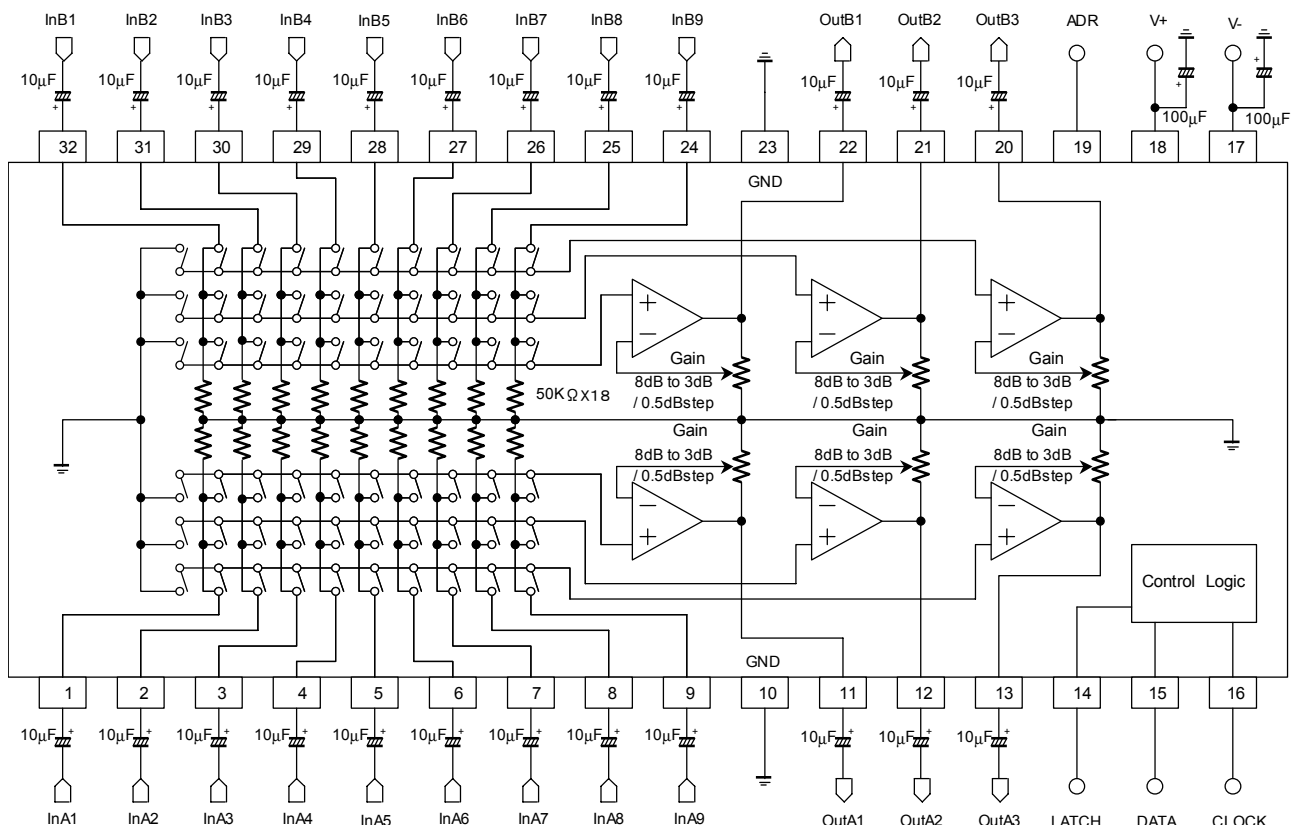 InB1 InB2 InB3 InB4 InB5 InB6 InB7 InB8 InB9 OutB1 OutB2 OutB3 ADR V+ V-
10μF 10μF 10μF 10μF 10μF 10μF 10μF 10μF 10μF 10μF 10μF 10μF
+ + + + + + + + + + + + + +
100μF 100μF
32 31 30 29 28 27 26 25 24 23 22 21 20 19 18 17
GND
+ + +
− − −
Gain Gain Gain
8dB to 3dB 8dB to 3dB 8dB to 3dB
/ 0.5dBstep / 0.5dBstep / 0.5dBstep
50KΩX18
Gain Gain Gain
8dB to 3dB 8dB to 3dB 8dB to 3dB
/ 0.5dBstep / 0.5dBstep / 0.5dBstep
− − −
+ + +
Control Logic
GND
1 2 3 4 5 6 7 8 9 10 11 12 13 14 15 16
+ + + + + + + + + + + +
10μF 10μF 10μF 10μF 10μF 10μF 10μF 10μF 10μF 10μF 10μF 10μF
InA1 InA2 InA3 InA4 InA5 InA6 InA7 InA8 InA9 OutA1 OutA2 OutA3 LATCH DATA CLOCK